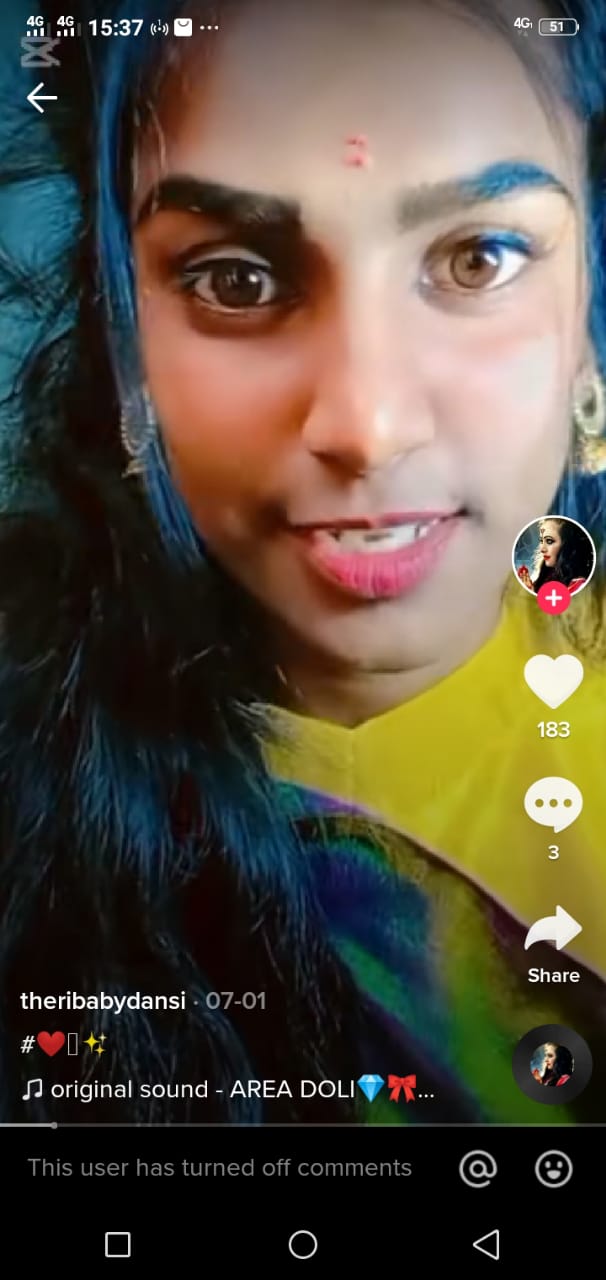 4G 4G 15:37 4G 51
183
3
Share
theribabydansi · 07-01
#❤️▯✨
original sound - AREA DOLI💎🎀...
This user has turned off comments